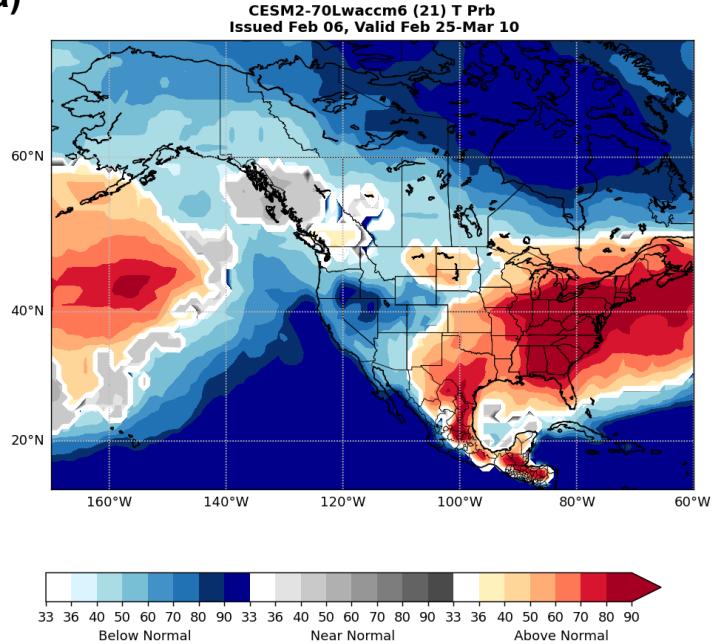 CESM2-70Lwaccm6 (21) T Prb
Issued Feb 06, Valid Feb 25-Mar 10
60°N
40°N
20°N
160°W 140°W 120°W 100°W 80°W 60°W
33 36 40 50 60 70 80 90 33 36 40 50 60 70 80 90 33 36 40 50 60 70 80 90
Below Normal Near Normal Above Normal